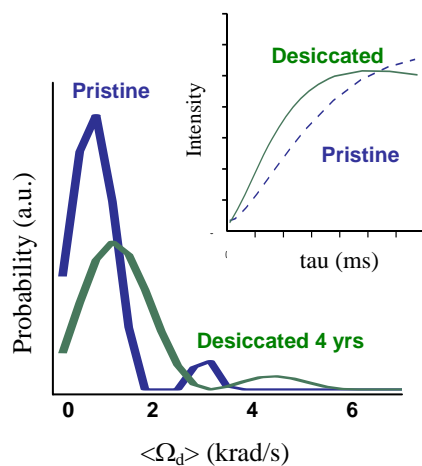 Pristine
Probability (a.u.)
Desiccated 4 yrs
0 2 4 6
<Ω_d> (krad/s)
Desiccated
Intensity
Pristine
tau (ms)